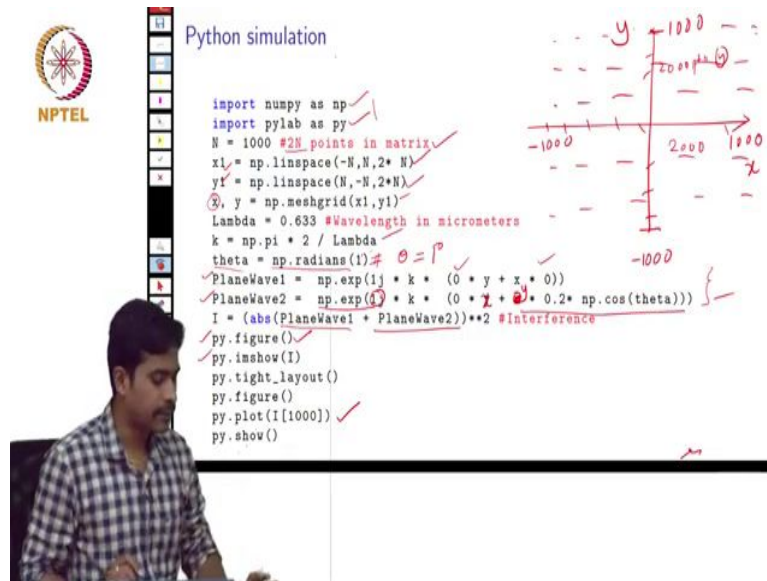 NPTEL
Python simulation
import numpy as np
import pylab as py
N = 1000 #2N points in matrix
x1 = np.linspace(-N,N,2* N)
y1 = np.linspace(N,-N,2*N)
x, y = np.meshgrid(x1,y1)
Lambda = 0.633 #Wavelength in micrometers
k = np.pi * 2 / Lambda
theta = np.radians(1) # θ = 1°
PlaneWave1 = np.exp(1j * k * (0 * y + x * 0))
PlaneWave2 = np.exp(1j * k * (0 * x + y * 0.2* np.cos(theta)))
I = (abs(PlaneWave1 + PlaneWave2))**2 #Interference
py.figure()
py.imshow(I)
py.tight_layout()
py.figure()
py.plot(I[1000])
py.show()
y
1000
-1000
2000
1000
x
-1000